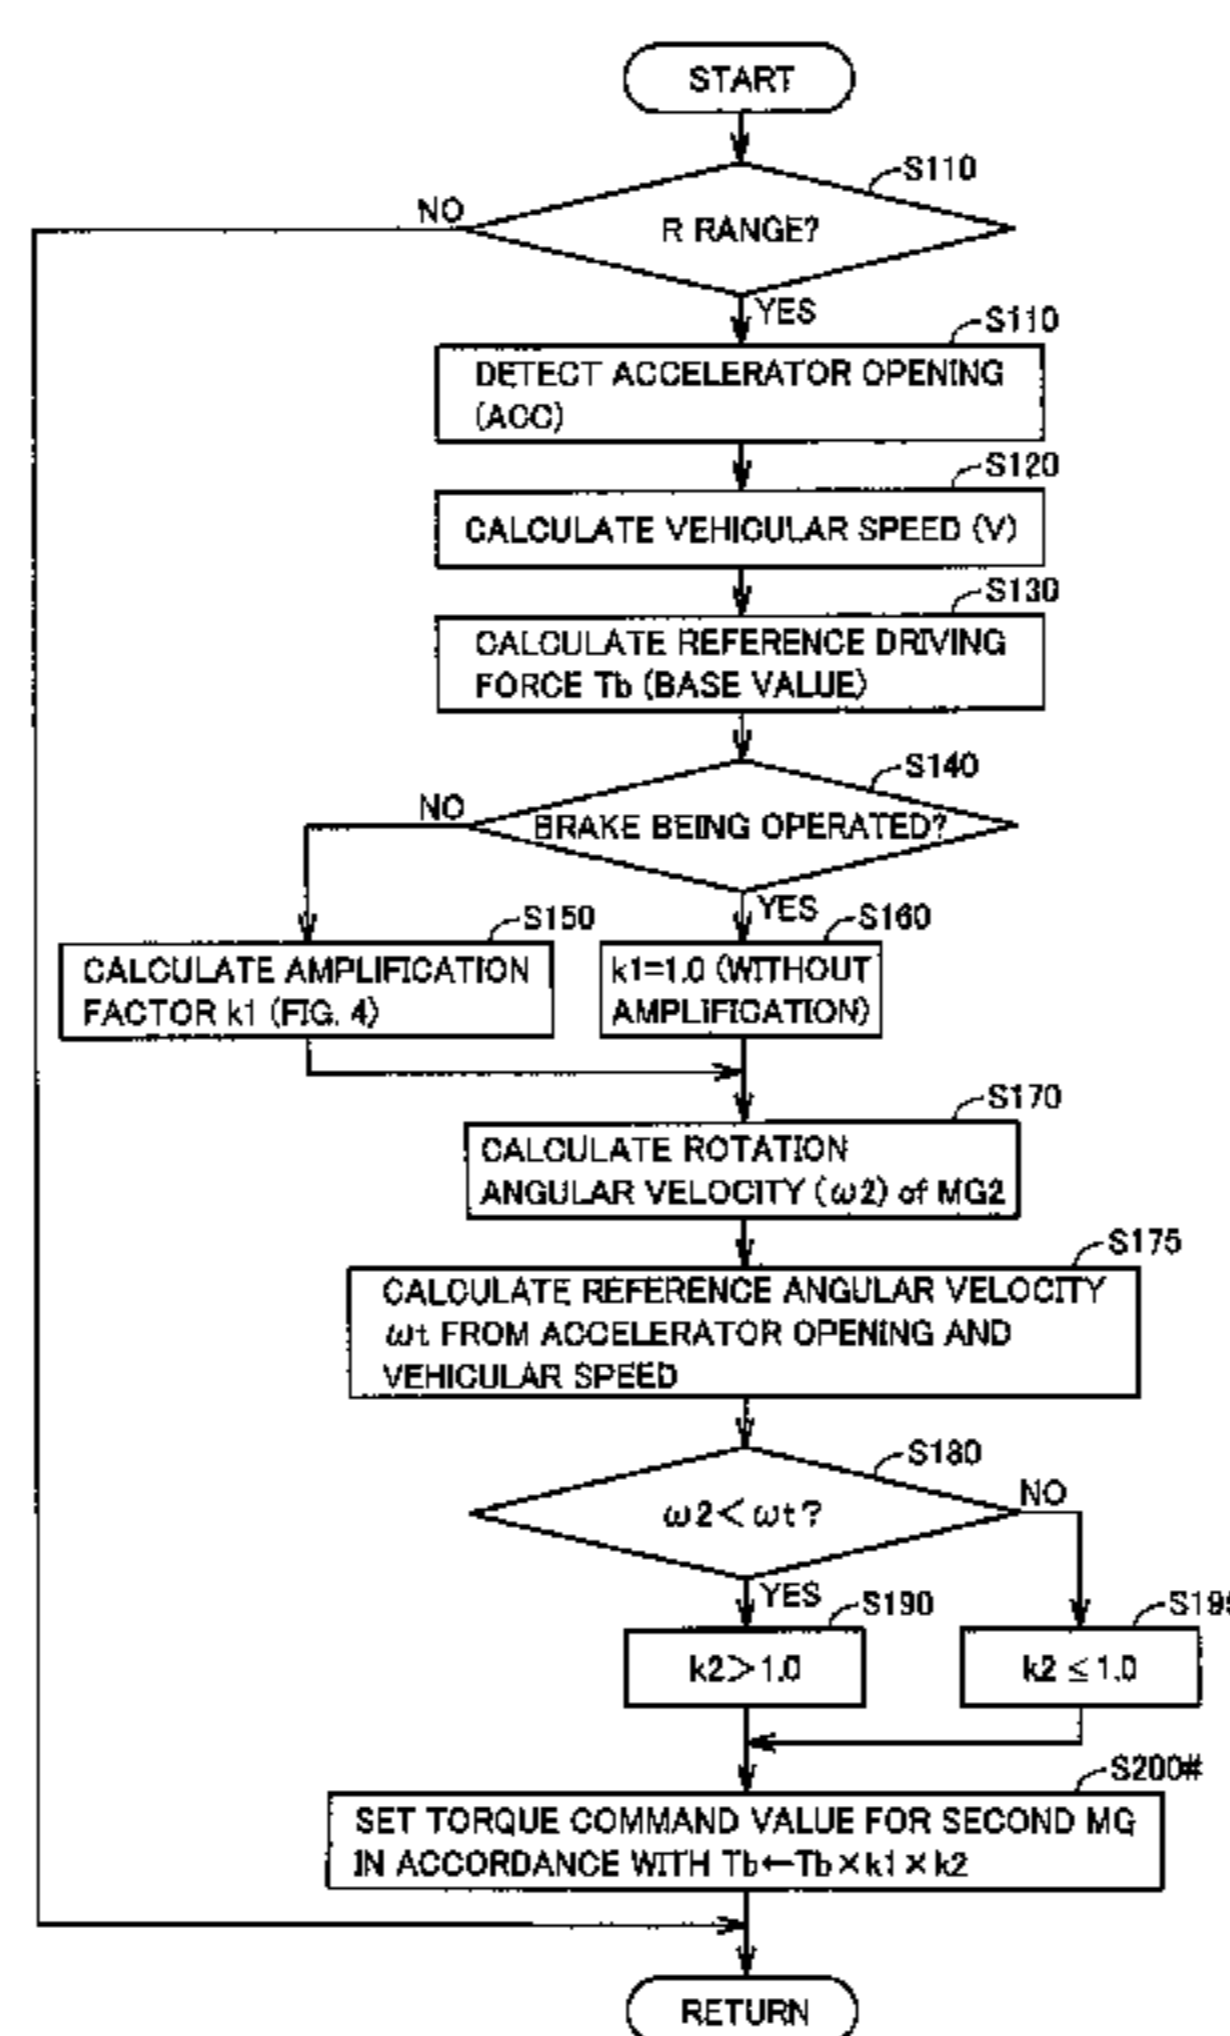 START
S110
NO
R RANGE?
YES
S110
DETECT ACCELERATOR OPENING
(ACC)
S120
CALCULATE VEHICULAR SPEED (V)
S130
CALCULATE REFERENCE DRIVING
FORCE Tb (BASE VALUE)
S140
NO
BRAKE BEING OPERATED?
YES
S150
S160
CALCULATE AMPLIFICATION
FACTOR k1 (FIG. 4)
k1=1.0 (WITHOUT
AMPLIFICATION)
S170
CALCULATE ROTATION
ANGULAR VELOCITY (ω2) of MG2
S175
CALCULATE REFERENCE ANGULAR VELOCITY
ωt FROM ACCELERATOR OPENING AND
VEHICULAR SPEED
S180
NO
ω2<ωt?
YES
S190
S195
k2>1.0
k2≤1.0
S200#
SET TORQUE COMMAND VALUE FOR SECOND MG
IN ACCORDANCE WITH Tb←Tb×k1×k2
RETURN